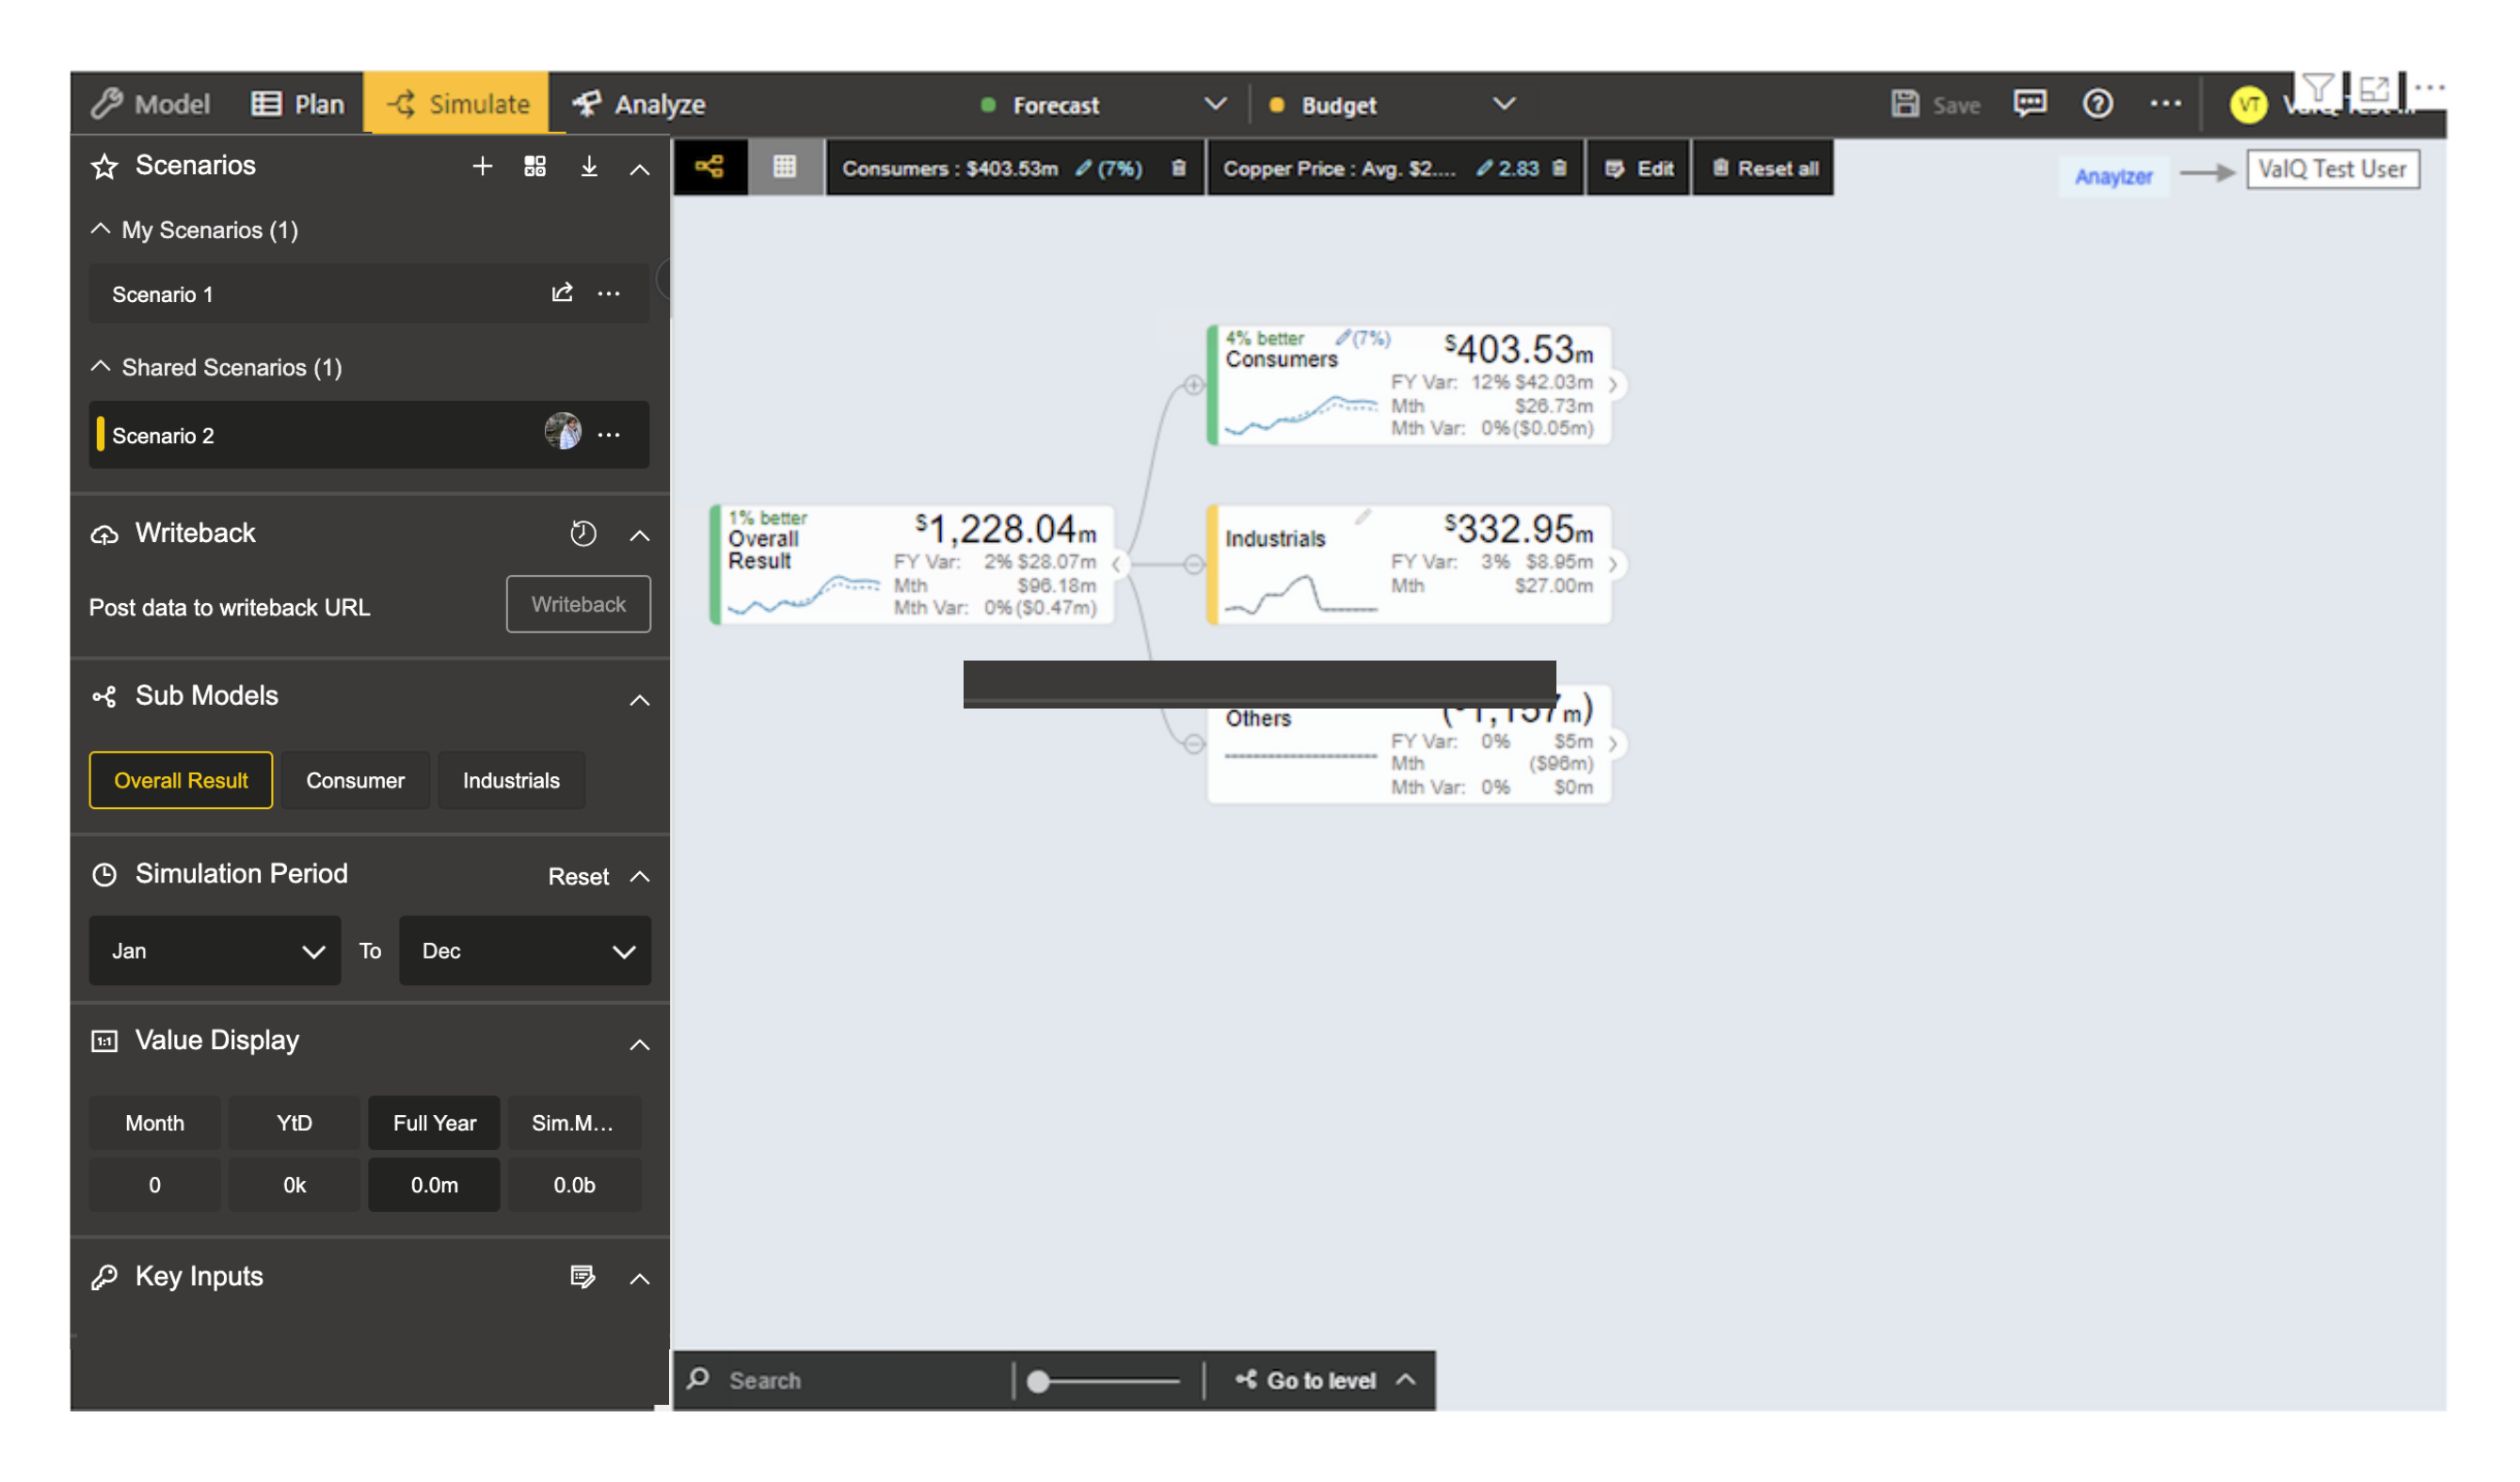 Model Plan Simulate Analyze Forecast Budget Save VT
Scenarios
Consumers : $403.53m (7%) Copper Price : Avg. $2.... 2.83 Edit Reset all
Anaylzer ValQ Test User
My Scenarios (1)
Scenario 1
Shared Scenarios (1)
Scenario 2
Writeback
Post data to writeback URL Writeback
Sub Models
Overall Result Consumer Industrials
Simulation Period Reset
Jan To Dec
1:1 Value Display
Month YtD Full Year Sim.M...
0 0k 0.0m 0.0b
Key Inputs
4% better (7%) $403.53m
Consumers
FY Var: 12% $42.03m
Mth $26.73m
Mth Var: 0% ($0.05m)
1% better $1,228.04m
Overall
Result
FY Var: 2% $28.07m
Mth $96.18m
Mth Var: 0% ($0.47m)
Industrials $332.95m
FY Var: 3% $8.95m
Mth $27.00m
Others
FY Var: 0% $5m
Mth ($96m)
Mth Var: 0% $0m
Search Go to level